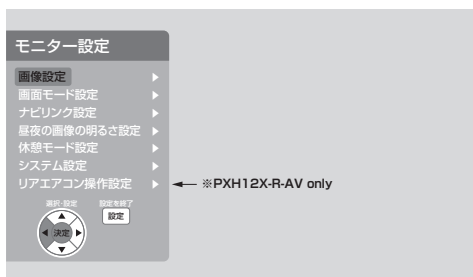 モニター設定
画像設定
画面モード設定
ナビリンク設定
昼夜の画像の明るさ設定
休憩モード設定
システム設定
リアエアコン操作設定 ※PXH12X-R-AV only
選択・設定 設定を終了
決定 設定